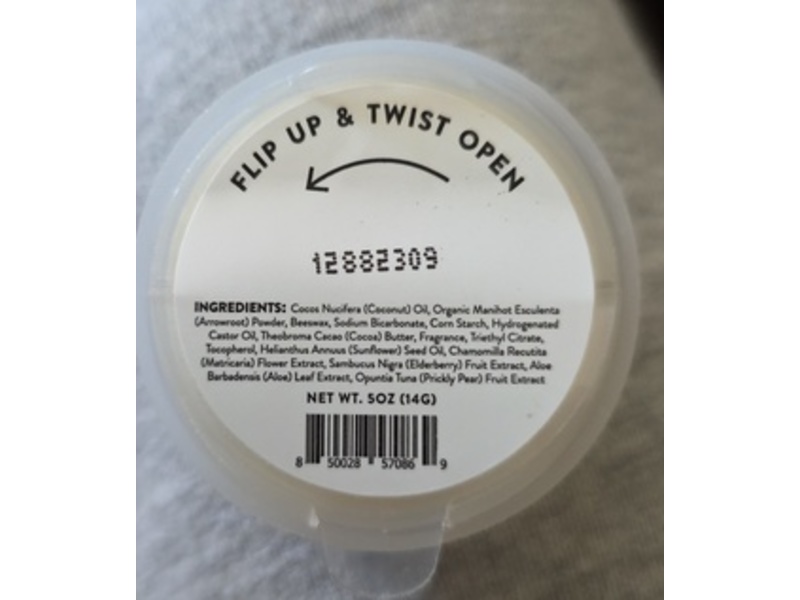 FLIP UP & TWIST OPEN
12882309
INGREDIENTS: Cocos Nucifera (Coconut) Oil, Organic Manihot Esculenta
(Arrowroot) Powder, Beeswax, Sodium Bicarbonate, Corn Starch, Hydrogenated
Castor Oil, Theobroma Cacao (Cocoa) Butter, Fragrance, Triethyl Citrate,
Tocopherol, Helianthus Annuus (Sunflower) Seed Oil, Chamomilla Recutita
(Matricaria) Flower Extract, Sambucus Nigra (Elderberry) Fruit Extract, Aloe
Barbadensis (Aloe) Leaf Extract, Opuntia Tuna (Prickly Pear) Fruit Extract
NET WT. 5OZ (14G)
8 50028 57086 9